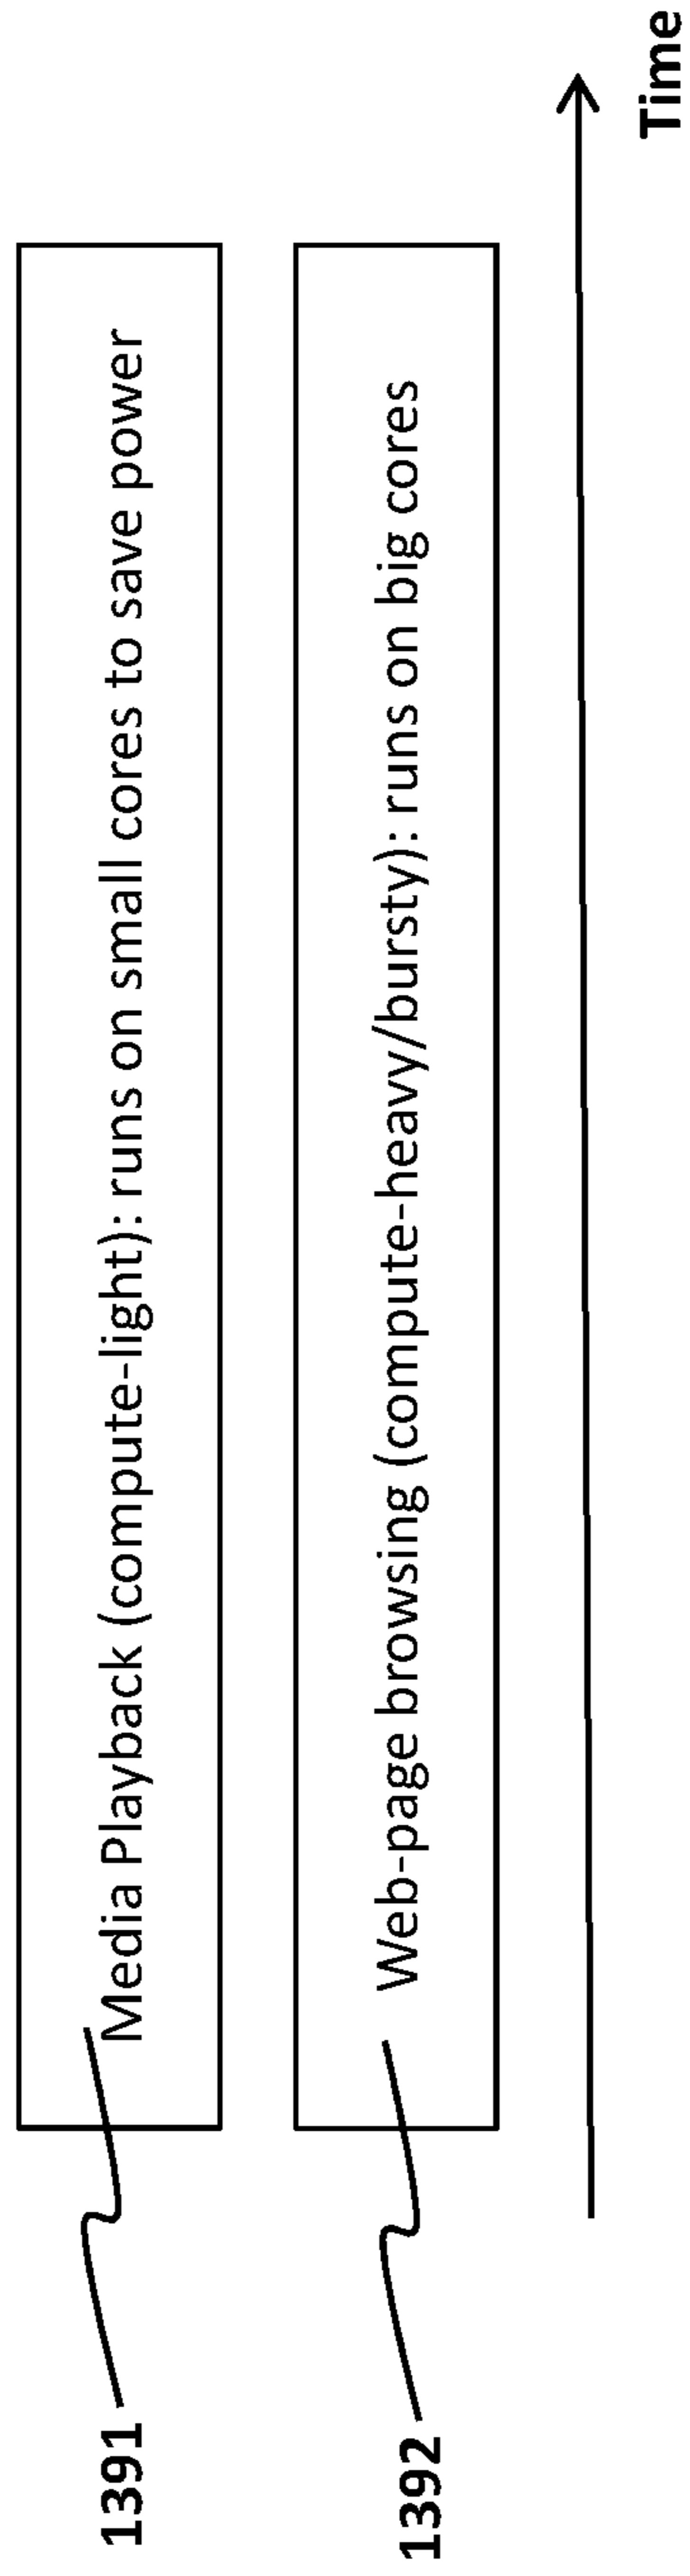 1391
Media Playback (compute-light): runs on small cores to save power
1392
Web-page browsing (compute-heavy/bursty): runs on big cores
Time